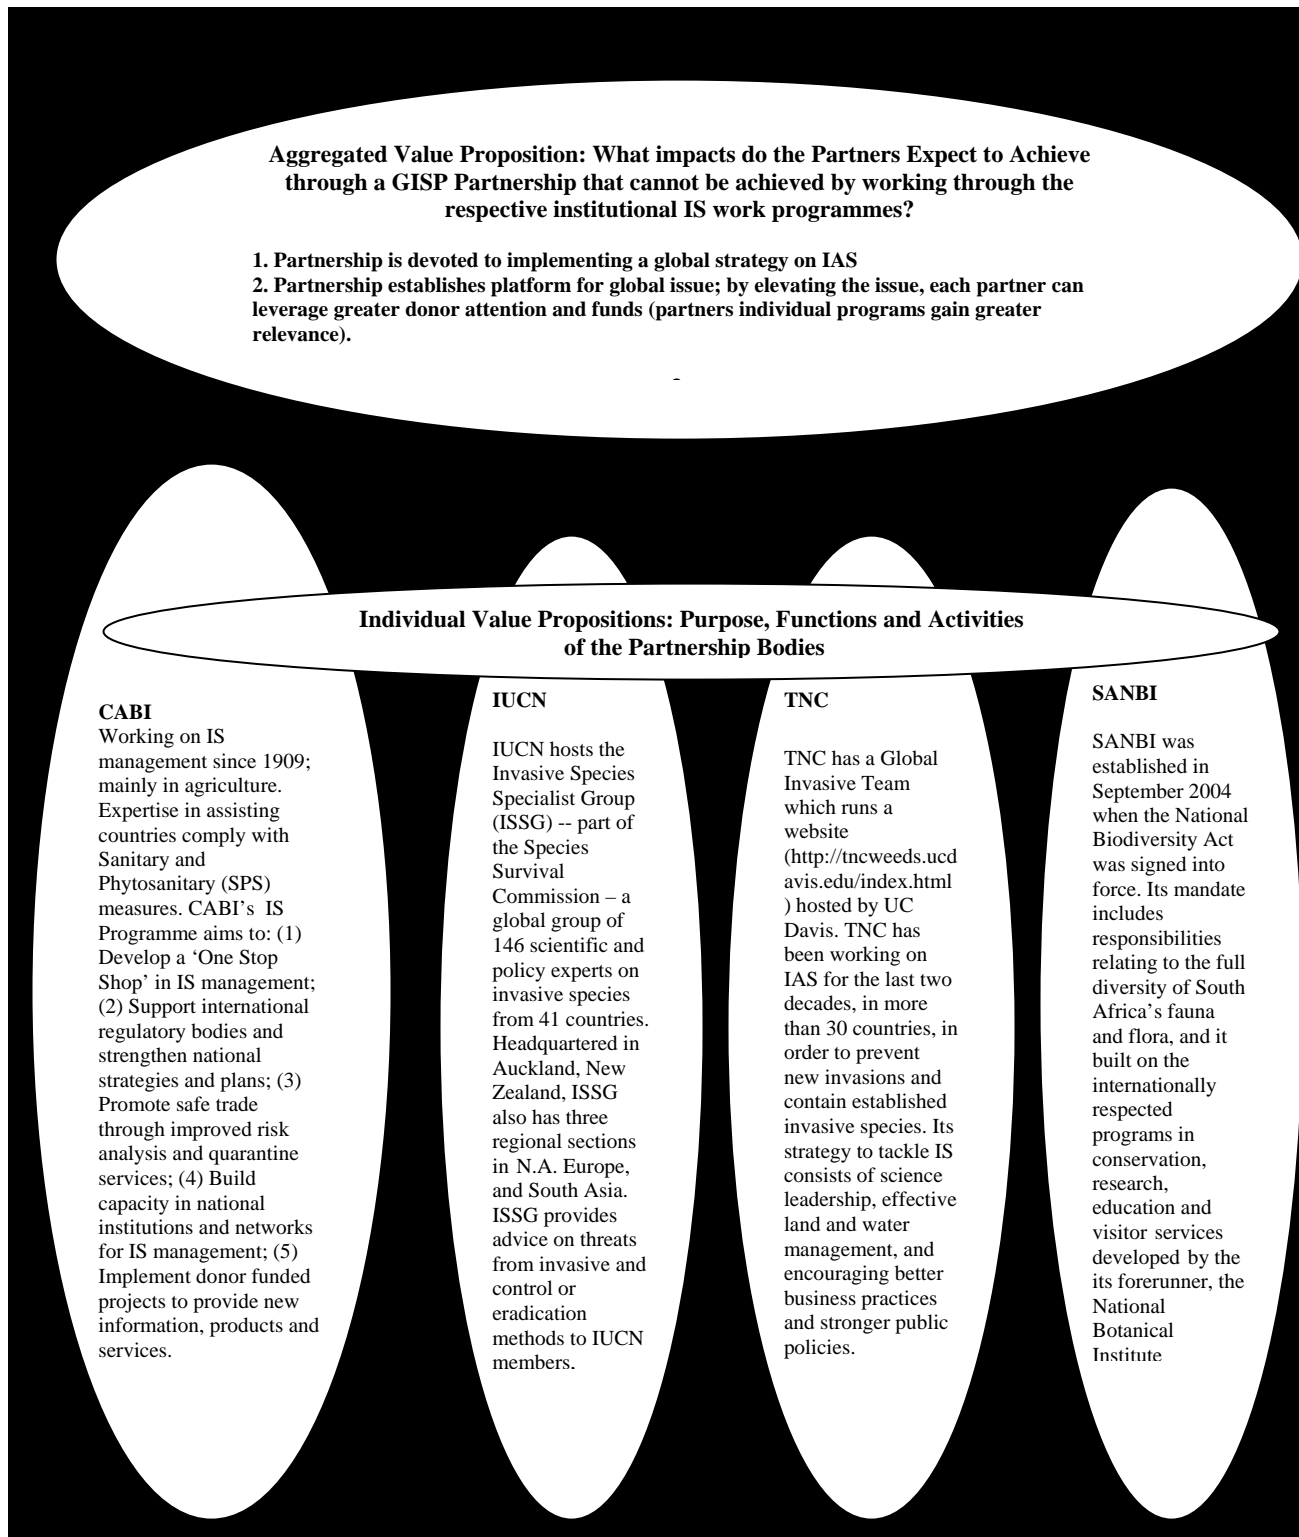 Aggregated Value Proposition: What impacts do the Partners Expect to Achieve
through a GISP Partnership that cannot be achieved by working through the
respective institutional IS work programmes?
1. Partnership is devoted to implementing a global strategy on IAS
2. Partnership establishes platform for global issue; by elevating the issue, each partner can
leverage greater donor attention and funds (partners individual programs gain greater
relevance).
Individual Value Propositions: Purpose, Functions and Activities
of the Partnership Bodies
CABI
Working on IS
management since 1909;
mainly in agriculture.
Expertise in assisting
countries comply with
Sanitary and
Phytosanitary (SPS)
measures. CABI’s IS
Programme aims to: (1)
Develop a ‘One Stop
Shop’ in IS management;
(2) Support international
regulatory bodies and
strengthen national
strategies and plans; (3)
Promote safe trade
through improved risk
analysis and quarantine
services; (4) Build
capacity in national
institutions and networks
for IS management; (5)
Implement donor funded
projects to provide new
information, products and
services.
IUCN
IUCN hosts the
Invasive Species
Specialist Group
(ISSG) -- part of
the Species
Survival
Commission – a
global group of
146 scientific and
policy experts on
invasive species
from 41 countries.
Headquartered in
Auckland, New
Zealand, ISSG
also has three
regional sections
in N.A. Europe,
and South Asia.
ISSG provides
advice on threats
from invasive and
control or
eradication
methods to IUCN
members.
TNC
TNC has a Global
Invasive Team
which runs a
website
(http://tncweeds.ucd
avis.edu/index.html
) hosted by UC
Davis. TNC has
been working on
IAS for the last two
decades, in more
than 30 countries, in
order to prevent
new invasions and
contain established
invasive species. Its
strategy to tackle IS
consists of science
leadership, effective
land and water
management, and
encouraging better
business practices
and stronger public
policies.
SANBI
SANBI was
established in
September 2004
when the National
Biodiversity Act
was signed into
force. Its mandate
includes
responsibilities
relating to the full
diversity of South
Africa’s fauna
and flora, and it
built on the
internationally
respected
programs in
conservation,
research,
education and
visitor services
developed by the
its forerunner, the
National
Botanical
Institute